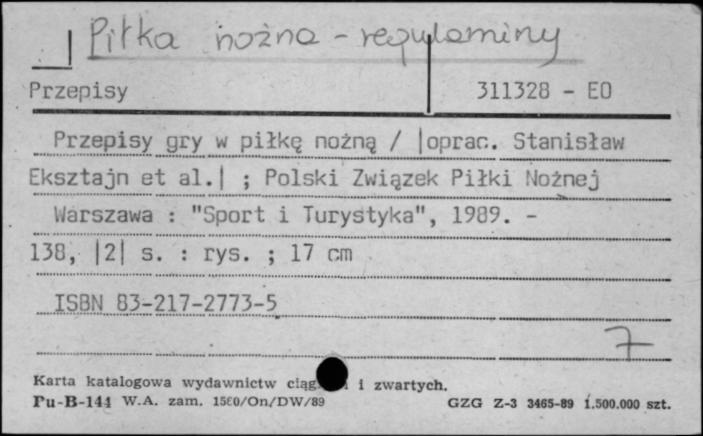 Piłka nożna - regulaminy
Przepisy 311328 - EO
Przepisy gry w piłkę nożną / |oprac. Stanisław
Eksztajn et al.| ; Polski Związek Piłki Nożnej
Warszawa : "Sport i Turystyka", 1989. -
138, |2| s. : rys. ; 17 cm
ISBN 83-217-2773-5
7
Karta katalogowa wydawnictw i zwartych.
Pu-B-144 W.A. zam. 1580/On/DW/89 GZG Z-3 3465-89 1.500.000 szt.